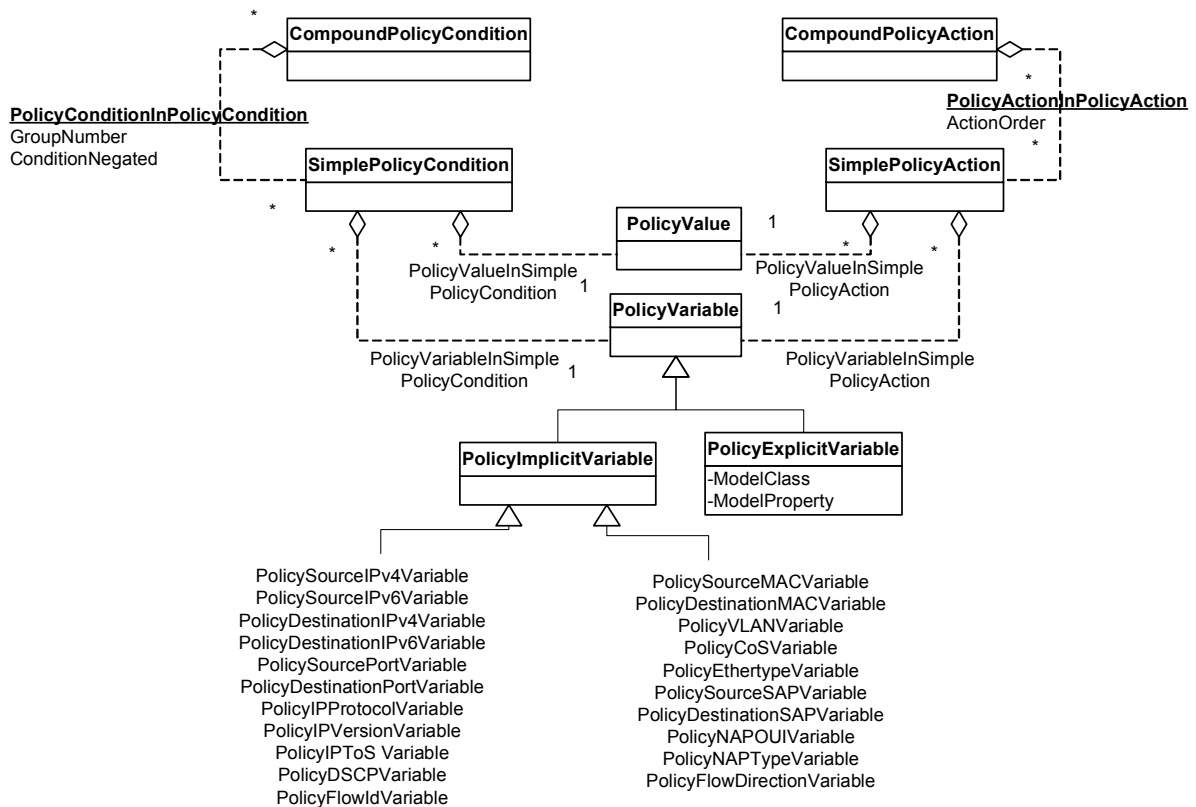 *
CompoundPolicyCondition
CompoundPolicyAction
*
PolicyConditionInPolicyCondition
GroupNumber
ConditionNegated
PolicyActionInPolicyAction
ActionOrder
*
SimplePolicyCondition
SimplePolicyAction
*
PolicyValue
1
*
*
*
*
PolicyValueInSimple
PolicyCondition
1
PolicyValueInSimple
PolicyAction
PolicyVariable
1
PolicyVariableInSimple
PolicyCondition
1
PolicyVariableInSimple
PolicyAction
PolicyImplicitVariable
PolicyExplicitVariable
-ModelClass
-ModelProperty
PolicySourceIPv4Variable
PolicySourceIPv6Variable
PolicyDestinationIPv4Variable
PolicyDestinationIPv6Variable
PolicySourcePortVariable
PolicyDestinationPortVariable
PolicyIPProtocolVariable
PolicyIPVersionVariable
PolicyIPToS Variable
PolicyDSCPVariable
PolicyFlowIdVariable
PolicySourceMACVariable
PolicyDestinationMACVariable
PolicyVLANVariable
PolicyCoSVariable
PolicyEthertypeVariable
PolicySourceSAPVariable
PolicyDestinationSAPVariable
PolicyNAPOUIVariable
PolicyNAPTypeVariable
PolicyFlowDirectionVariable